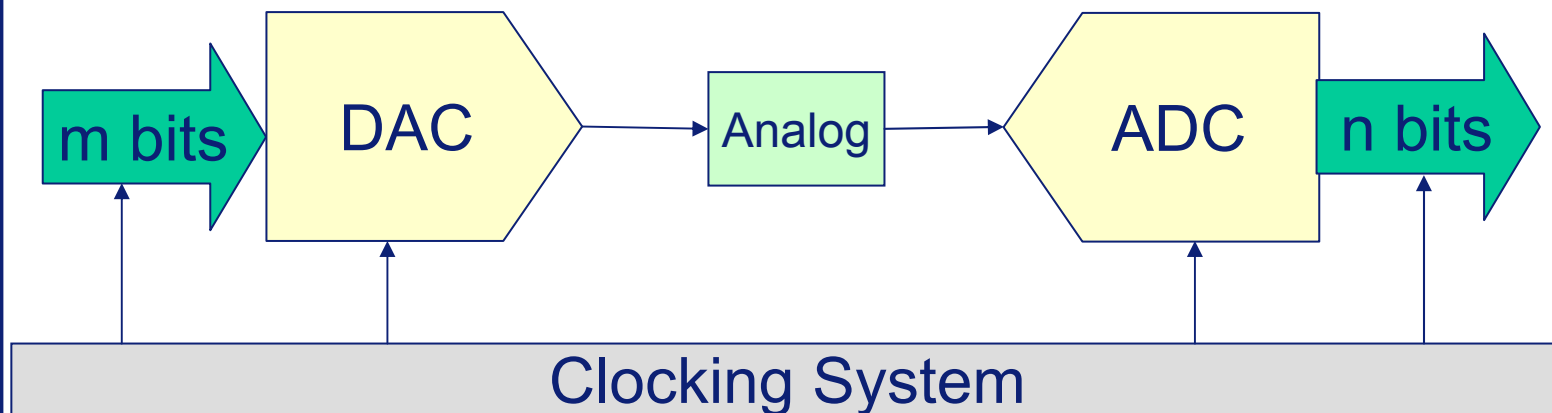 m bits
DAC
Analog
ADC
n bits
Clocking System